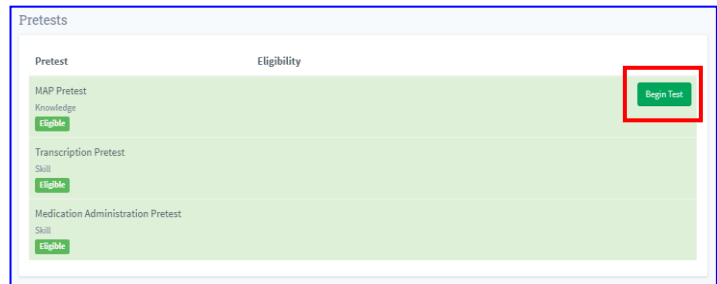 Pretests
Pretest Eligibility
MAP Pretest
Begin Test
Knowledge
Eligible
Transcription Pretest
Skill
Eligible
Medication Administration Pretest
Skill
Eligible